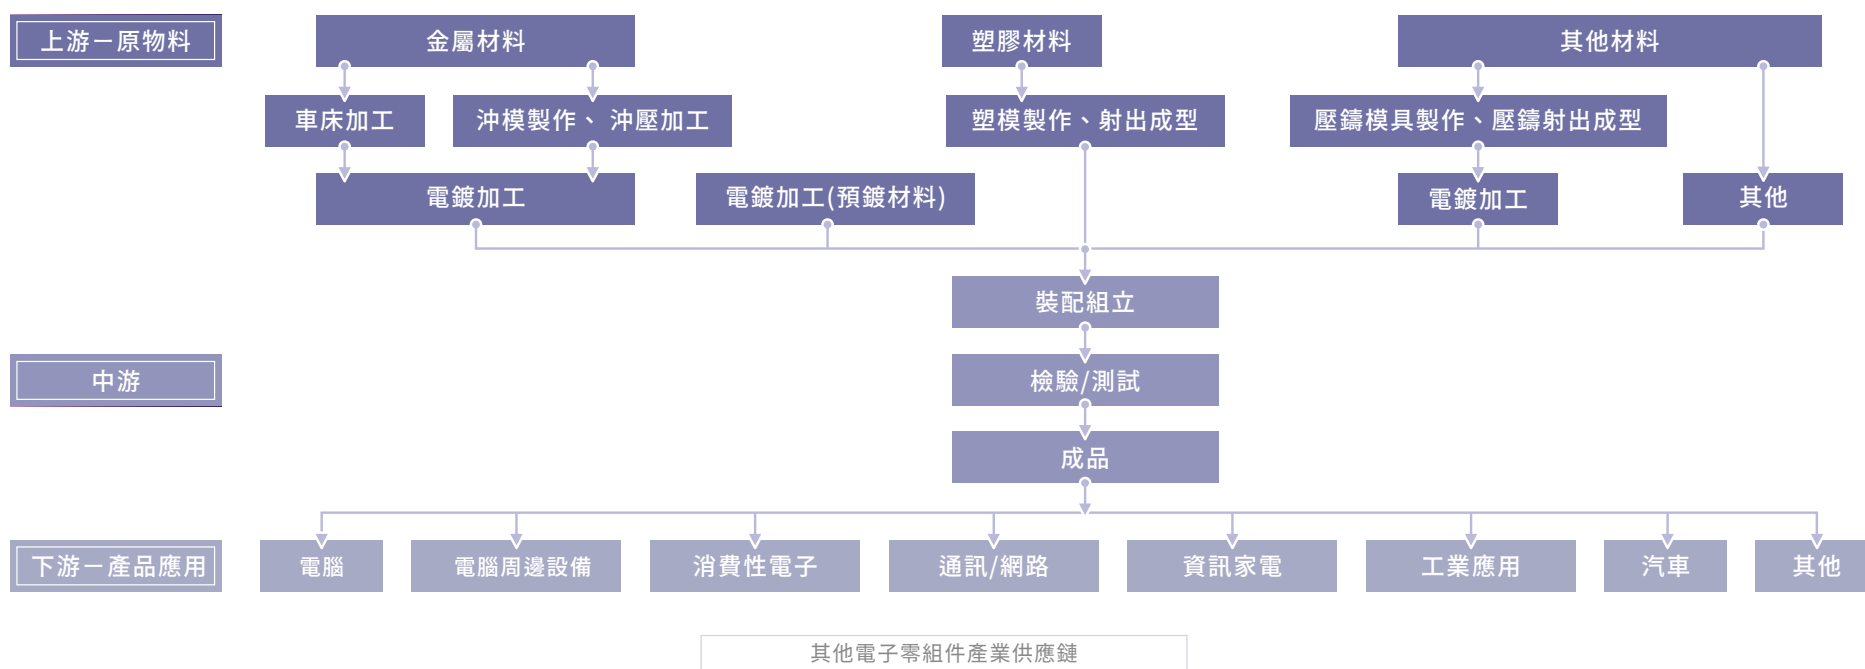 上游－原物料
金屬材料
塑膠材料
其他材料
車床加工
沖模製作、 沖壓加工
塑模製作、射出成型
壓鑄模具製作、壓鑄射出成型
電鍍加工
電鍍加工(預鍍材料)
電鍍加工
其他
裝配組立
中游
檢驗/測試
成品
下游－產品應用
電腦
電腦周邊設備
消費性電子
通訊/網路
資訊家電
工業應用
汽車
其他
其他電子零組件產業供應鏈